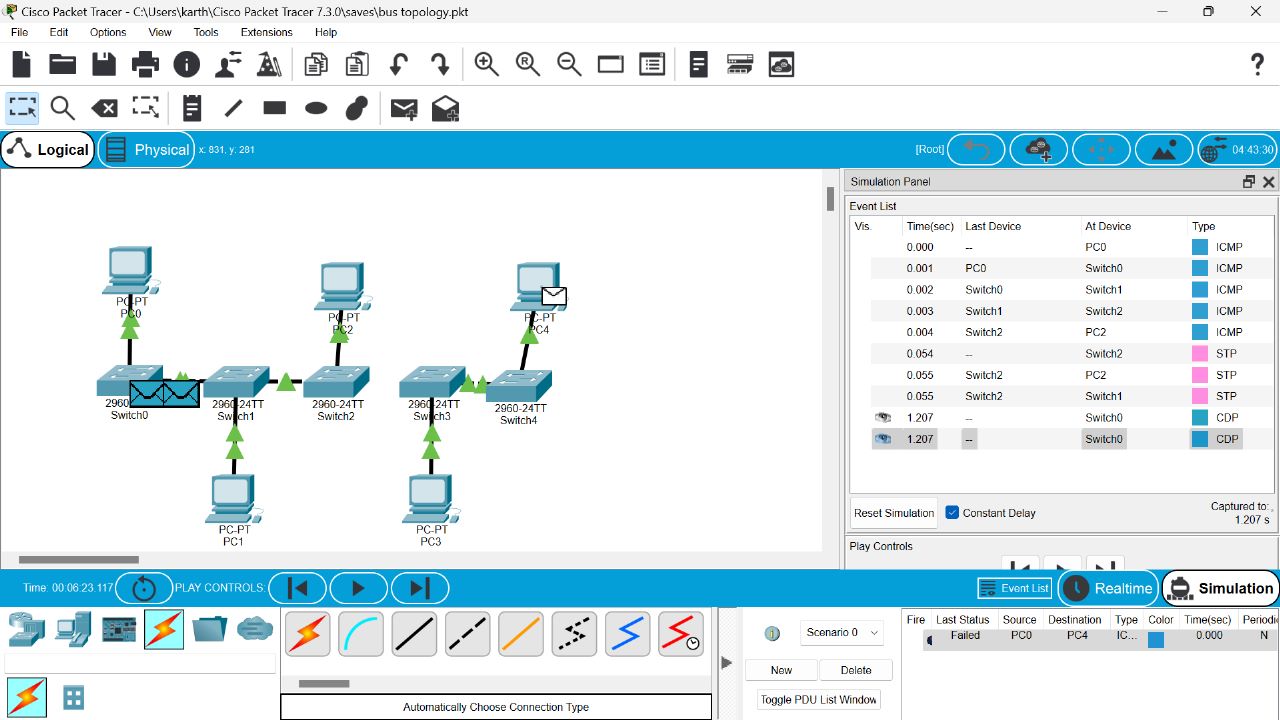 Cisco Packet Tracer - C:\Users\karth\Cisco Packet Tracer 7.3.0\saves\bus topology.pkt
File Edit Options View Tools Extensions Help
Logical Physical x: 831, y: 281 [Root] 04:43:30
Simulation Panel
Event List
Vis. Time(sec) Last Device At Device Type
0.000 -- PC0 ICMP
0.001 PC0 Switch0 ICMP
0.002 Switch0 Switch1 ICMP
0.003 Switch1 Switch2 ICMP
0.004 Switch2 PC2 ICMP
0.054 -- Switch2 STP
0.055 Switch2 PC2 STP
0.055 Switch2 Switch1 STP
1.207 -- Switch0 CDP
1.207 -- Switch0 CDP
Reset Simulation Constant Delay Captured to:
1.207 s
Play Controls
PC-PT
PC0
PC-PT
PC2
PC-PT
PC4
2960
Switch0
2960-24TT
Switch1
2960-24TT
Switch2
2960-24TT
Switch3
2960-24TT
Switch4
PC-PT
PC1
PC-PT
PC3
Time: 00:06:23.117 PLAY CONTROLS: Event List Realtime Simulation
Scenario 0
New Delete
Toggle PDU List Window
Fire Last Status Source Destination Type Color Time(sec) Periodi
Failed PC0 PC4 IC... 0.000 N
Automatically Choose Connection Type